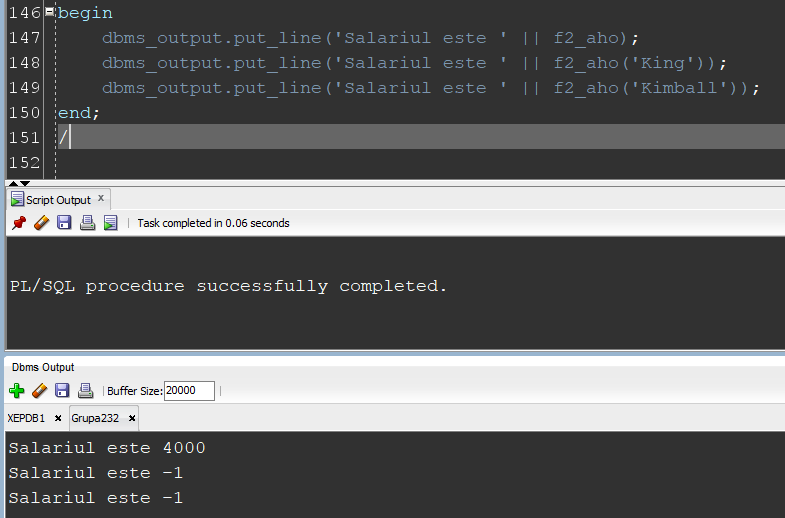 146 begin
147 dbms_output.put_line('Salariul este ' || f2_aho);
148 dbms_output.put_line('Salariul este ' || f2_aho('King'));
149 dbms_output.put_line('Salariul este ' || f2_aho('Kimball'));
150 end;
151 /
152
Script Output x
Task completed in 0.06 seconds
PL/SQL procedure successfully completed.
Dbms Output
Buffer Size: 20000
XEPDB1 x Grupa232 x
Salariul este 4000
Salariul este -1
Salariul este -1